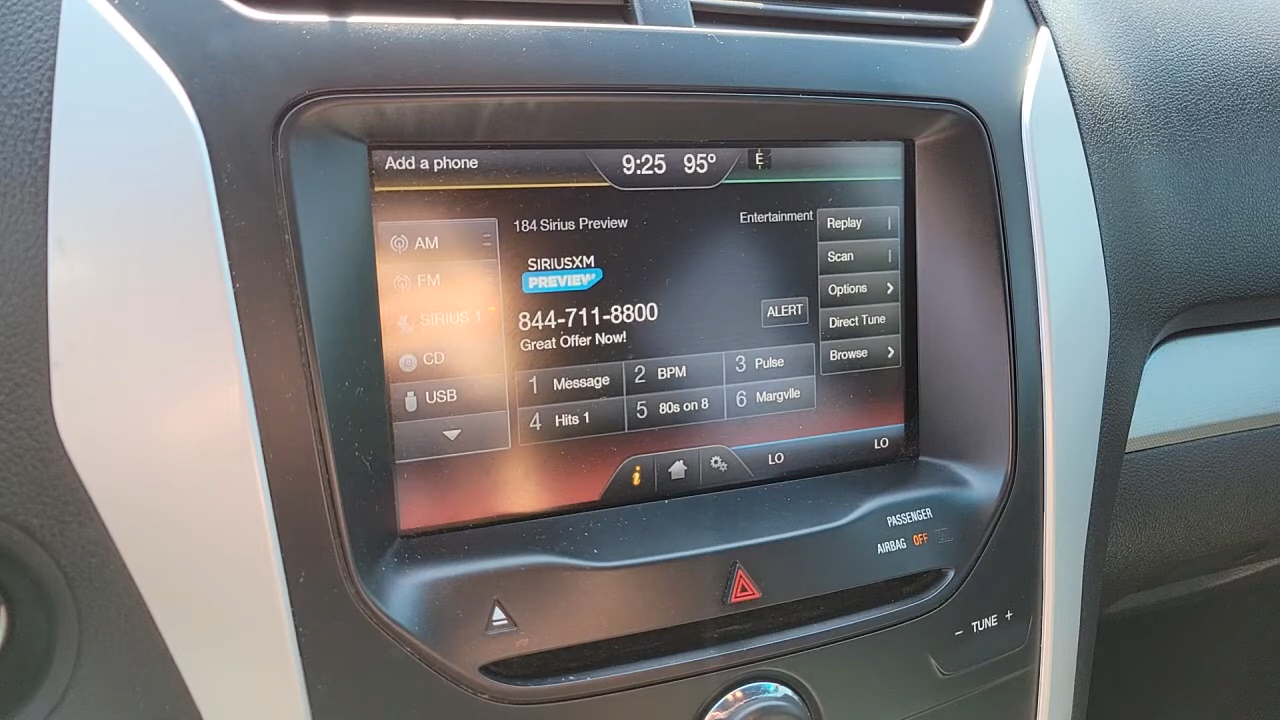 Add a phone
9:25 95° E
184 Sirius Preview
Entertainment
AM
FM
SIRIUS 1
CD
USB
SIRIUSXM
PREVIEW
844-711-8800
Great Offer Now!
ALERT
1 Message
2 BPM
3 Pulse
4 Hits 1
5 80s on 8
6 Margvlle
Replay
Scan
Options
Direct Tune
Browse
i
LO
LO
PASSENGER
AIRBAG OFF
– TUNE +